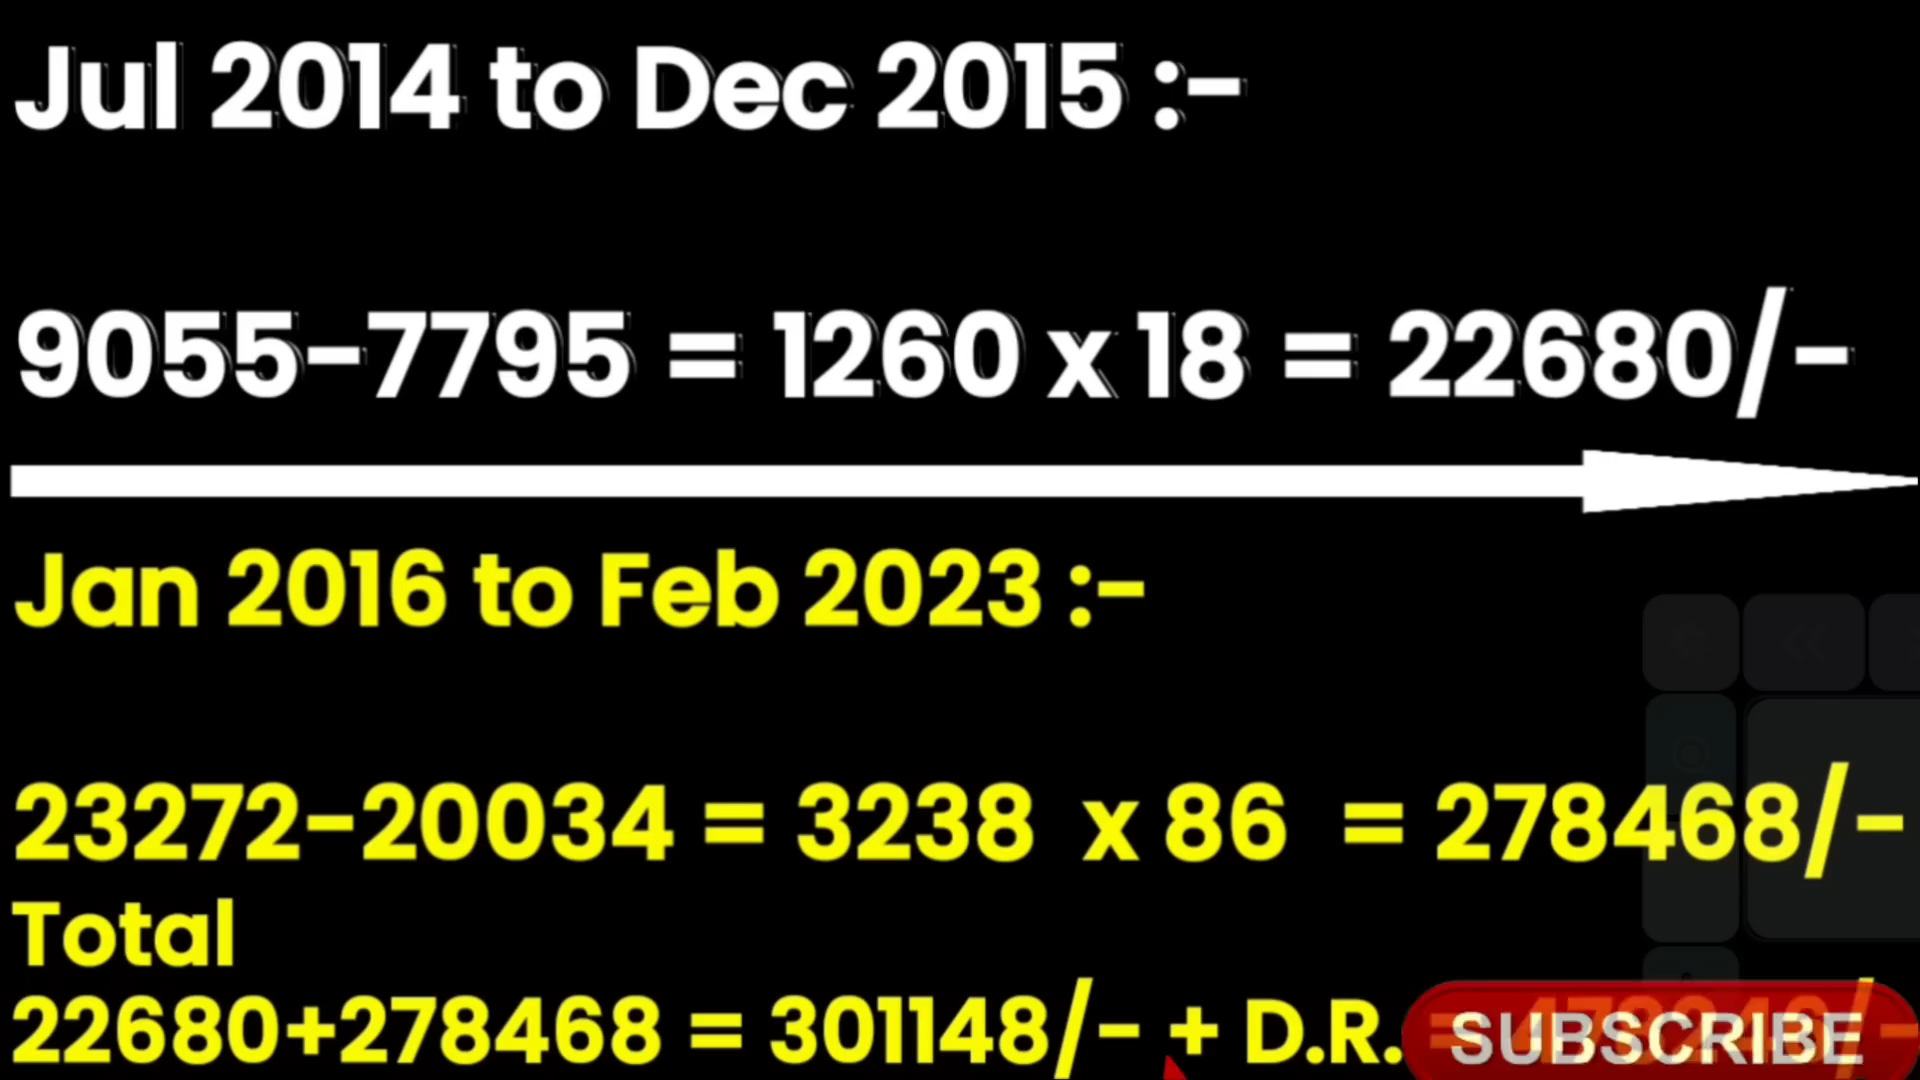 Jul 2014 to Dec 2015 :-
9055-7795 = 1260 x 18 = 22680/-
Jan 2016 to Feb 2023 :-
23272-20034 = 3238 x 86 = 278468/-
Total
22680+278468 = 301148/- + D.R. =
SUBSCRIBE